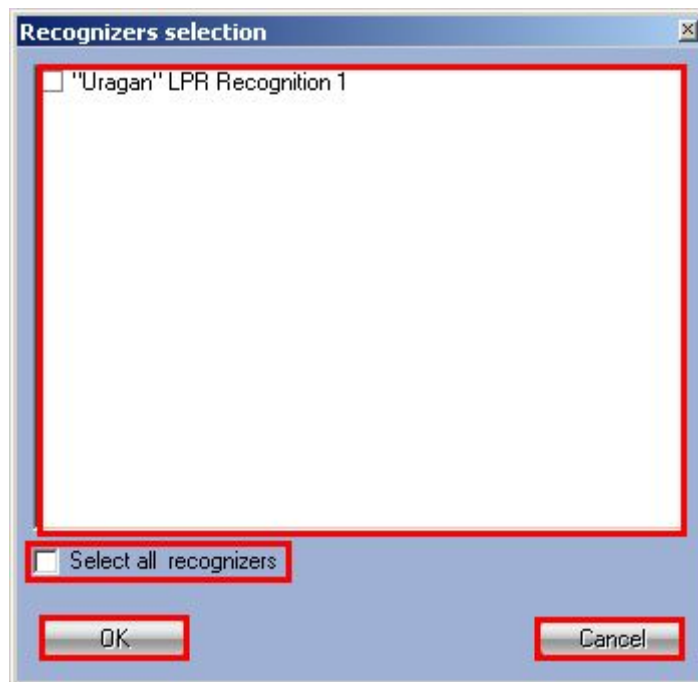 Recognizers selection
"Uragan" LPR Recognition 1
Select all recognizers
OK
Cancel